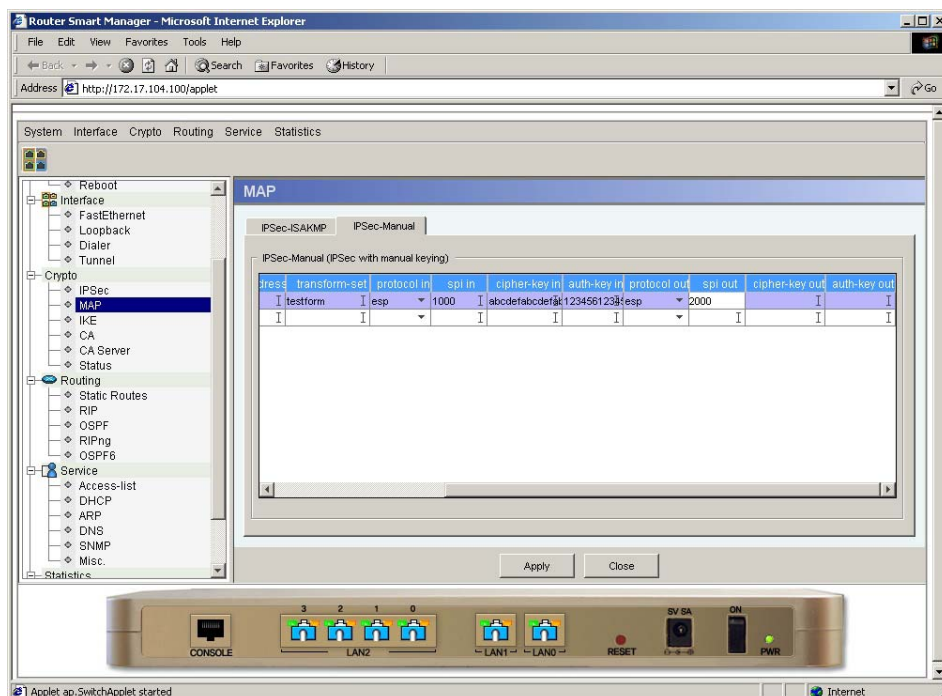 Router Smart Manager - Microsoft Internet Explorer
File Edit View Favorites Tools Help
Back Search Favorites History
Address http://172.17.104.100/applet Go
System Interface Crypto Routing Service Statistics
Reboot
Interface
FastEthernet
Loopback
Dialer
Tunnel
Crypto
IPSec
MAP
IKE
CA
CA Server
Status
Routing
Static Routes
RIP
OSPF
RIPng
OSPF6
Service
Access-list
DHCP
ARP
DNS
SNMP
Misc.
Statistics
MAP
IPSec-ISAKMP IPSec-Manual
IPSec-Manual (IPSec with manual keying)
dress transform-set protocol in spi in cipher-key in auth-key in protocol out spi out cipher-key out auth-key out
testform esp 1000 esp 2000
Apply Close
3 2 1 0
CONSOLE LAN2 LAN1 LAN0 RESET 5V 5A ON PWR
Applet ap.SwitchApplet started Internet